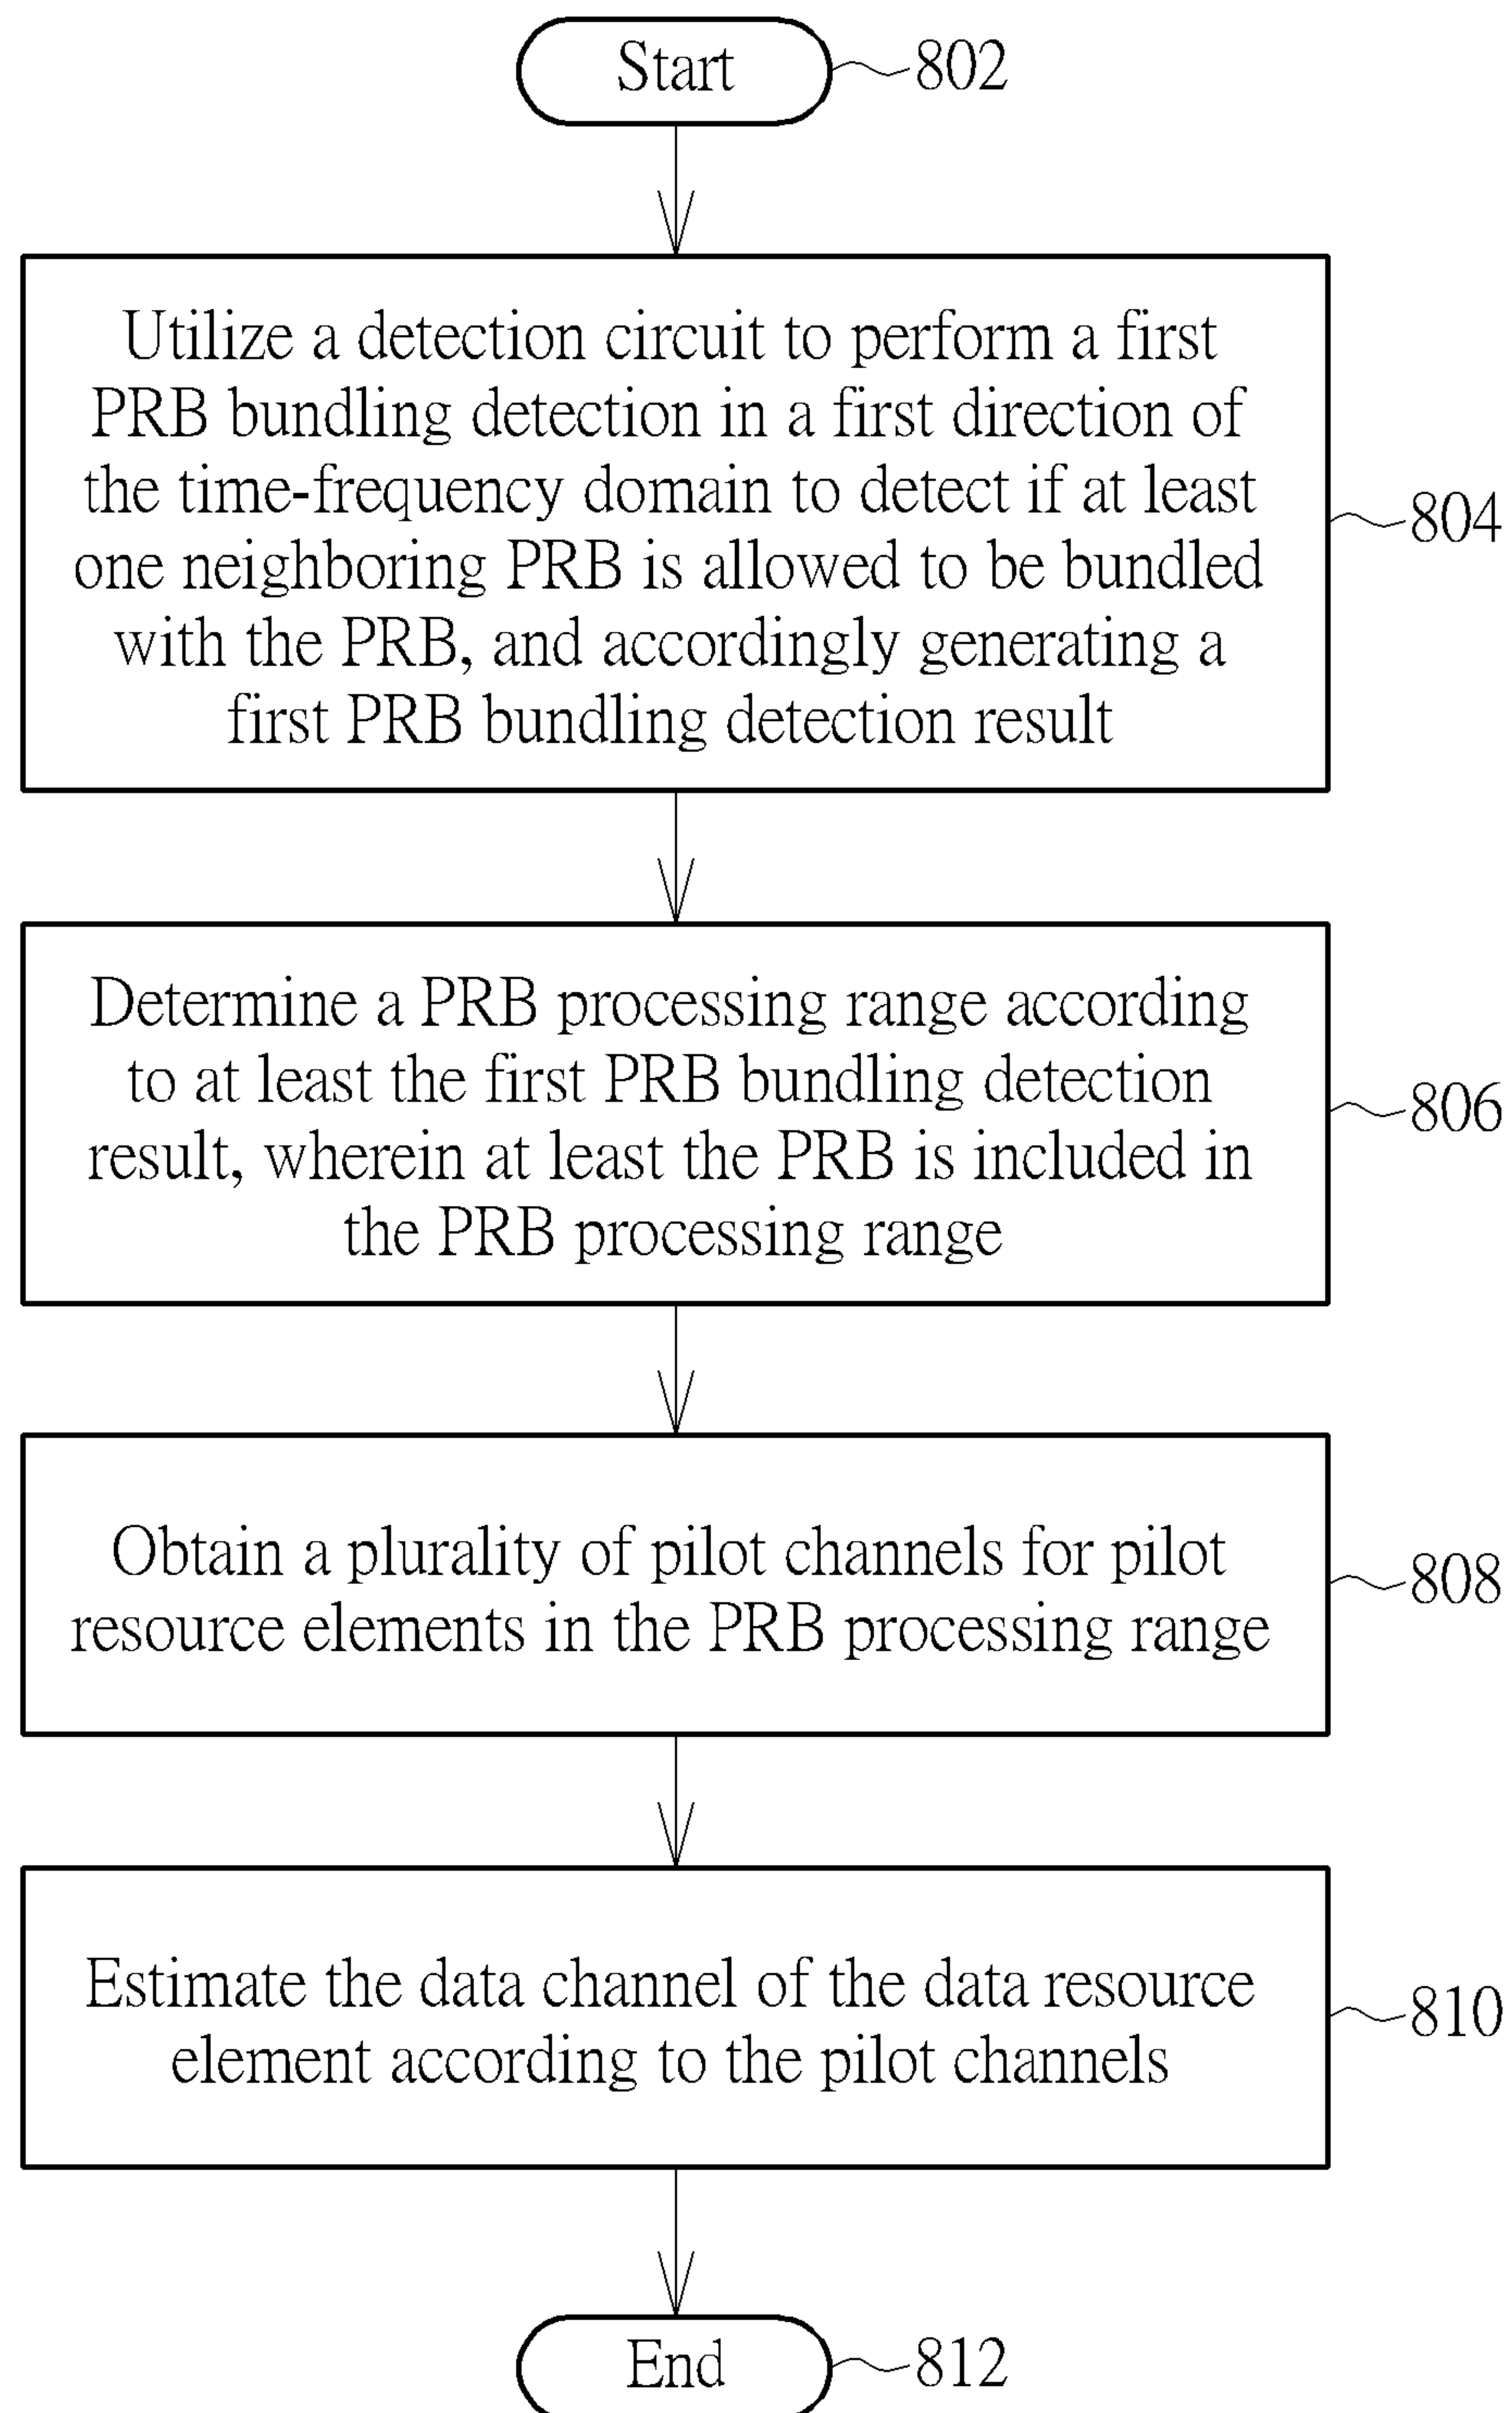 Start
802
Utilize a detection circuit to perform a first
PRB bundling detection in a first direction of
the time-frequency domain to detect if at least
one neighboring PRB is allowed to be bundled
with the PRB, and accordingly generating a
first PRB bundling detection result
804
Determine a PRB processing range according
to at least the first PRB bundling detection
result, wherein at least the PRB is included in
the PRB processing range
806
Obtain a plurality of pilot channels for pilot
resource elements in the PRB processing range
808
Estimate the data channel of the data resource
element according to the pilot channels
810
End
812